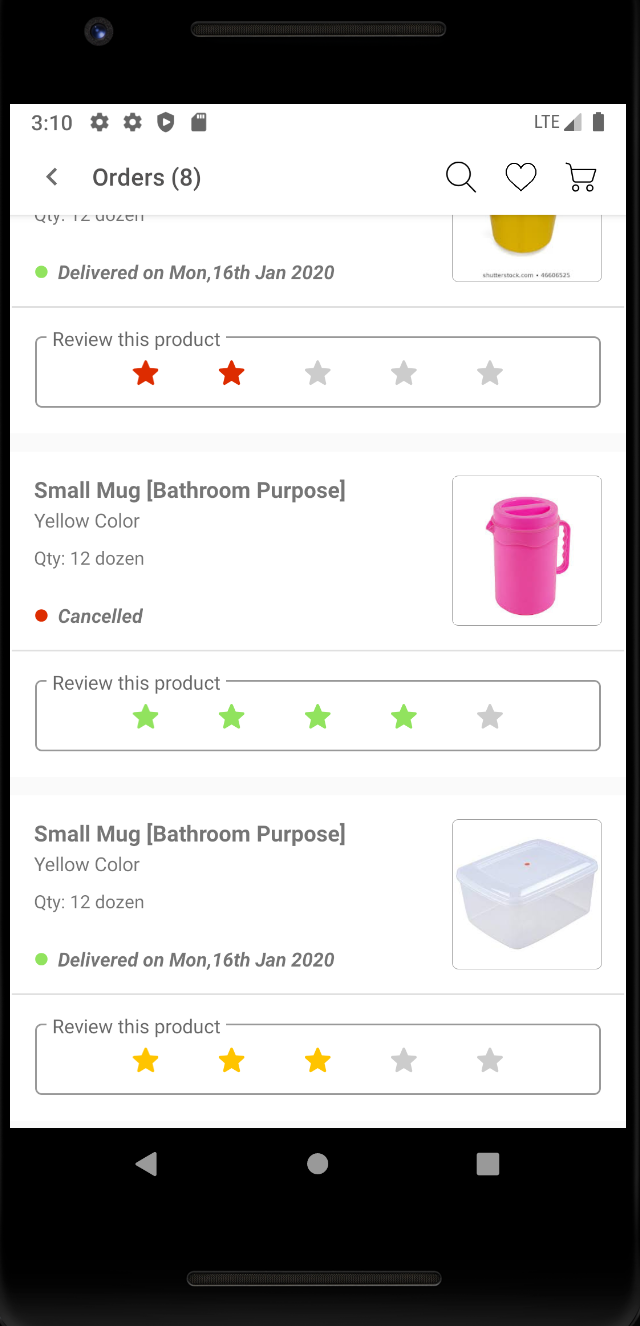 3:10 LTE
Orders (8)
Qty: 12 dozen
Delivered on Mon,16th Jan 2020
shutterstock.com • 46606525
Review this product
Small Mug [Bathroom Purpose]
Yellow Color
Qty: 12 dozen
Cancelled
Review this product
Small Mug [Bathroom Purpose]
Yellow Color
Qty: 12 dozen
Delivered on Mon,16th Jan 2020
Review this product